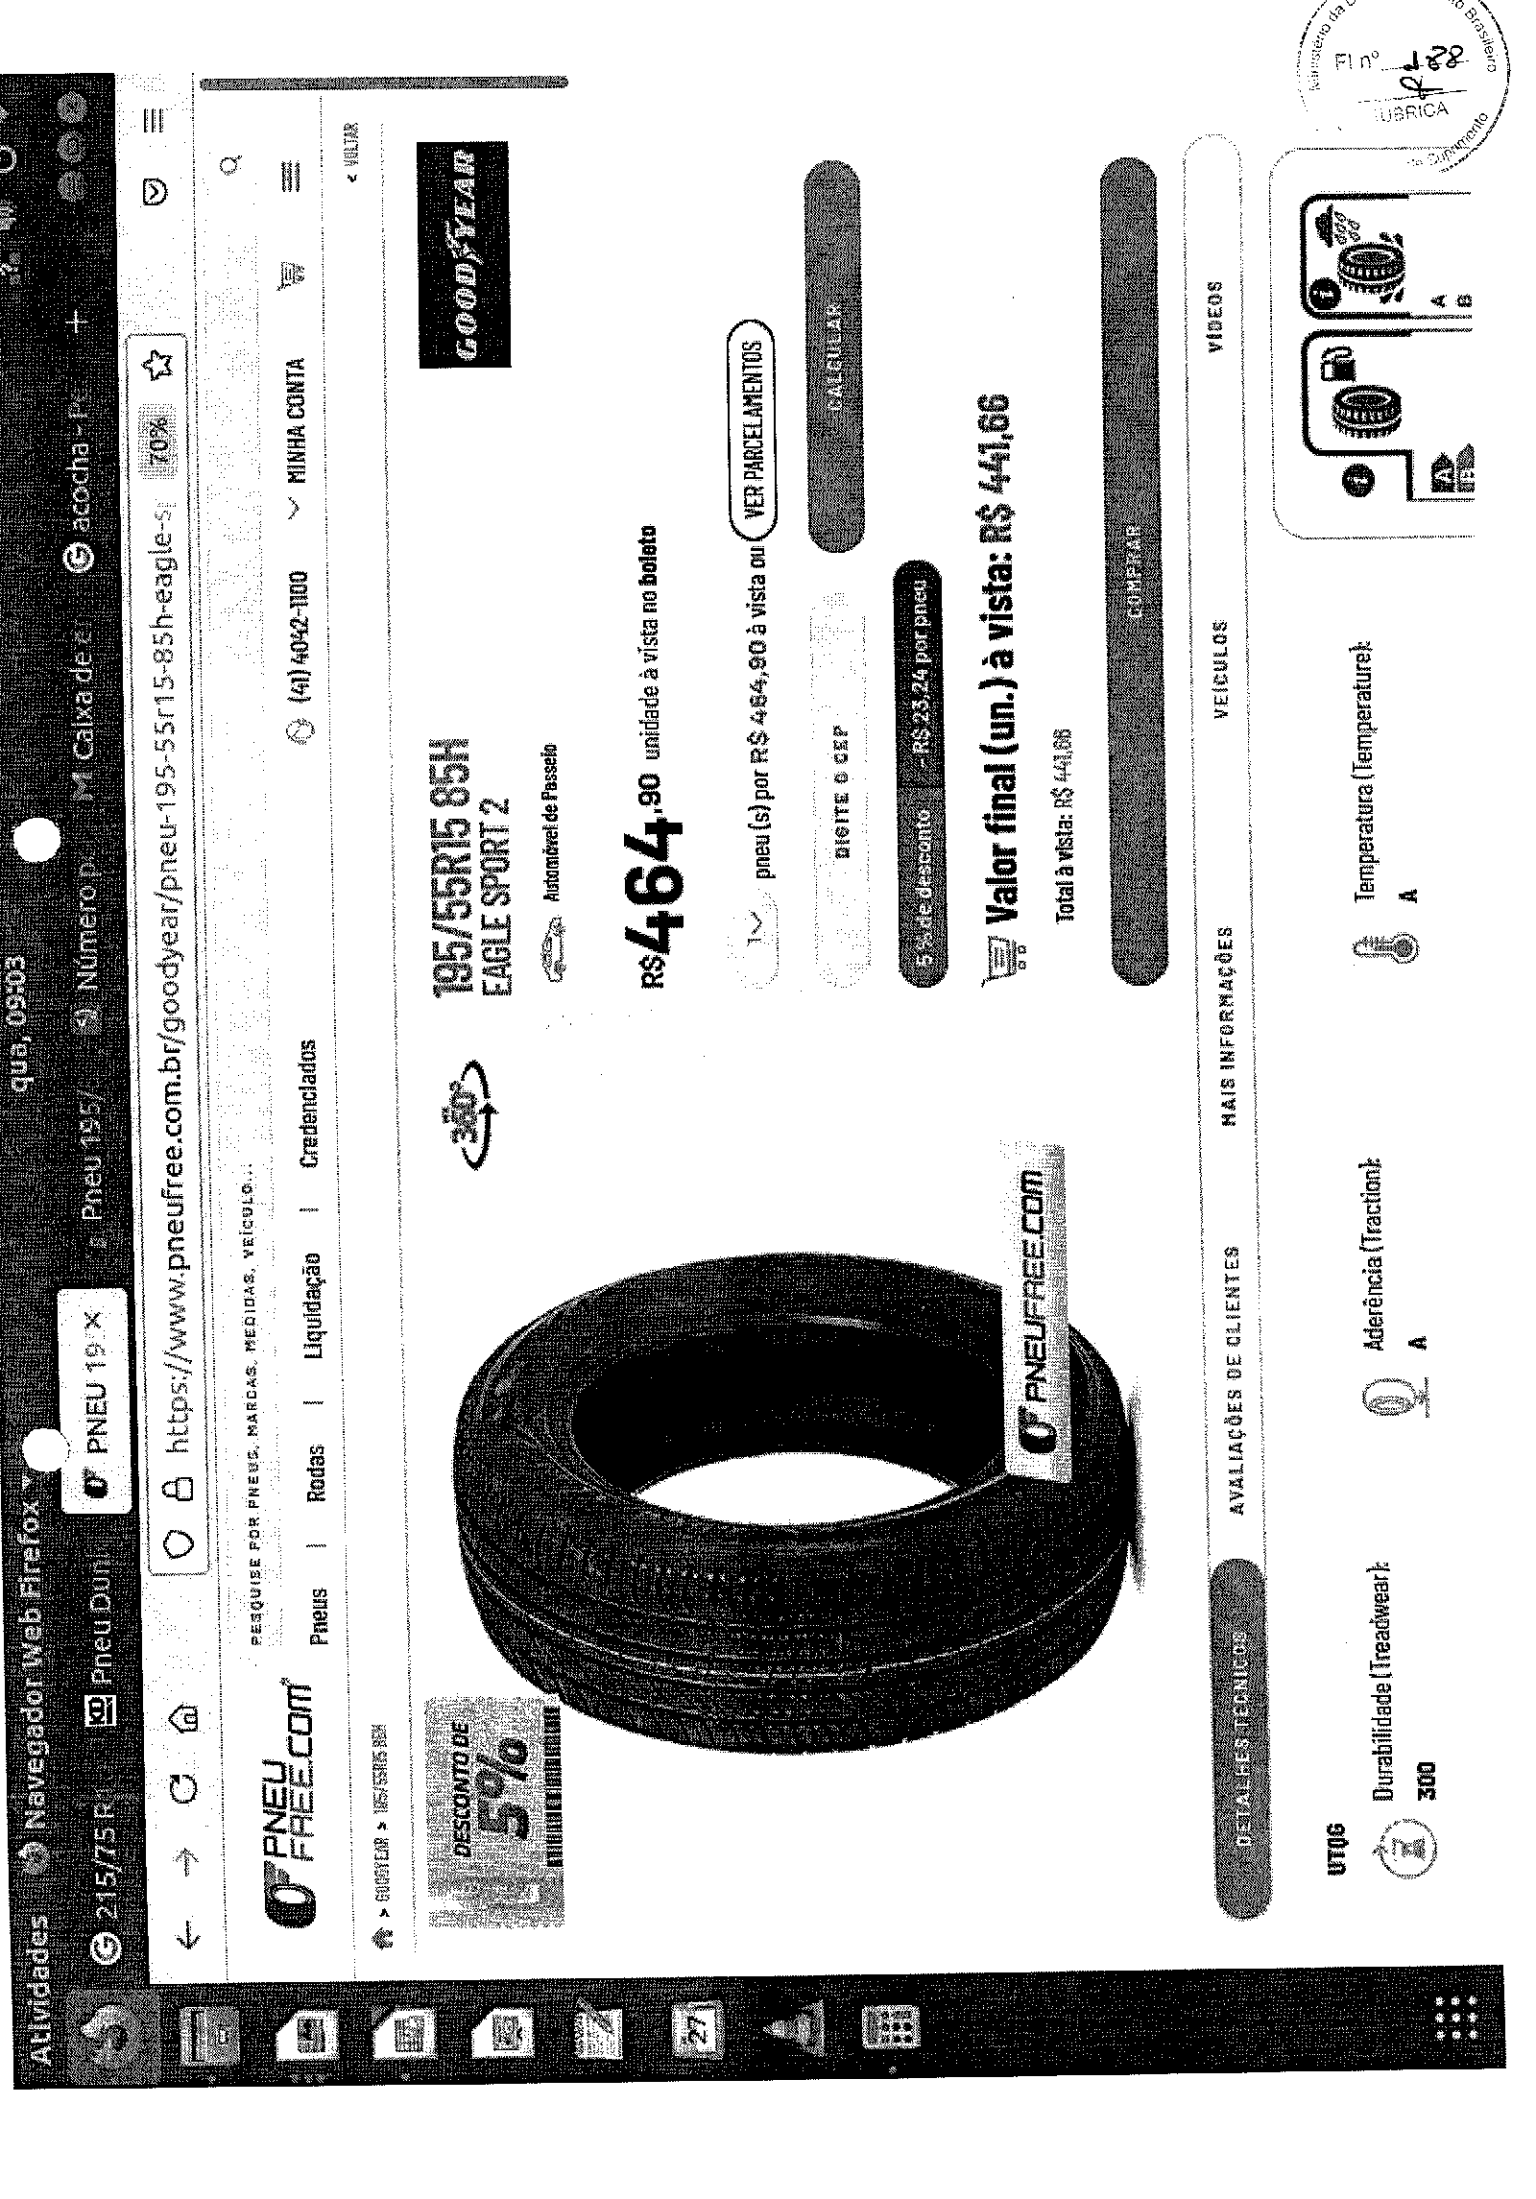 Atividades Navegador Web Firefox
qua, 09:03
215/75 R
Pneu Dun
PNEU 19 ×
Pneu 195/
Número p
Caixa de
acocha - Pe
+
https://www.pneufree.com.br/goodyear/pneu-195-55r15-85h-eagle-s
70%
PNEU
FREE.COM
PESQUISE POR PNEUS, MARCAS, MEDIDAS, VEÍCULO...
Pneus | Rodas | Liquidação | Credenciados
(41) 4042-1100
MINHA CONTA
> GOODYEAR > 195/55R15 85H
< VOLTAR
DESCONTO DE
5%
360°
195/55R15 85H
EAGLE SPORT 2
GOODYEAR
Automóvel de Passeio
R$464,90 unidade à vista no boleto
1 pneu(s) por R$ 464,90 à vista ou VER PARCELAMENTOS
DIGITE O CEP
CALCULAR
5% de desconto - R$ 23,24 por pneu
Valor final (un.) à vista: R$ 441,66
Total à vista: R$ 441,66
COMPRAR
PNEUFREE.COM
DETALHES TÉCNICOS
AVALIAÇÕES DE CLIENTES
MAIS INFORMAÇÕES
VEÍCULOS
VÍDEOS
UTQG
Durabilidade (Treadwear):
300
Aderência (Traction):
A
Temperatura (Temperature):
A
A
B
A
B
27
Fl nº
RUBRICA